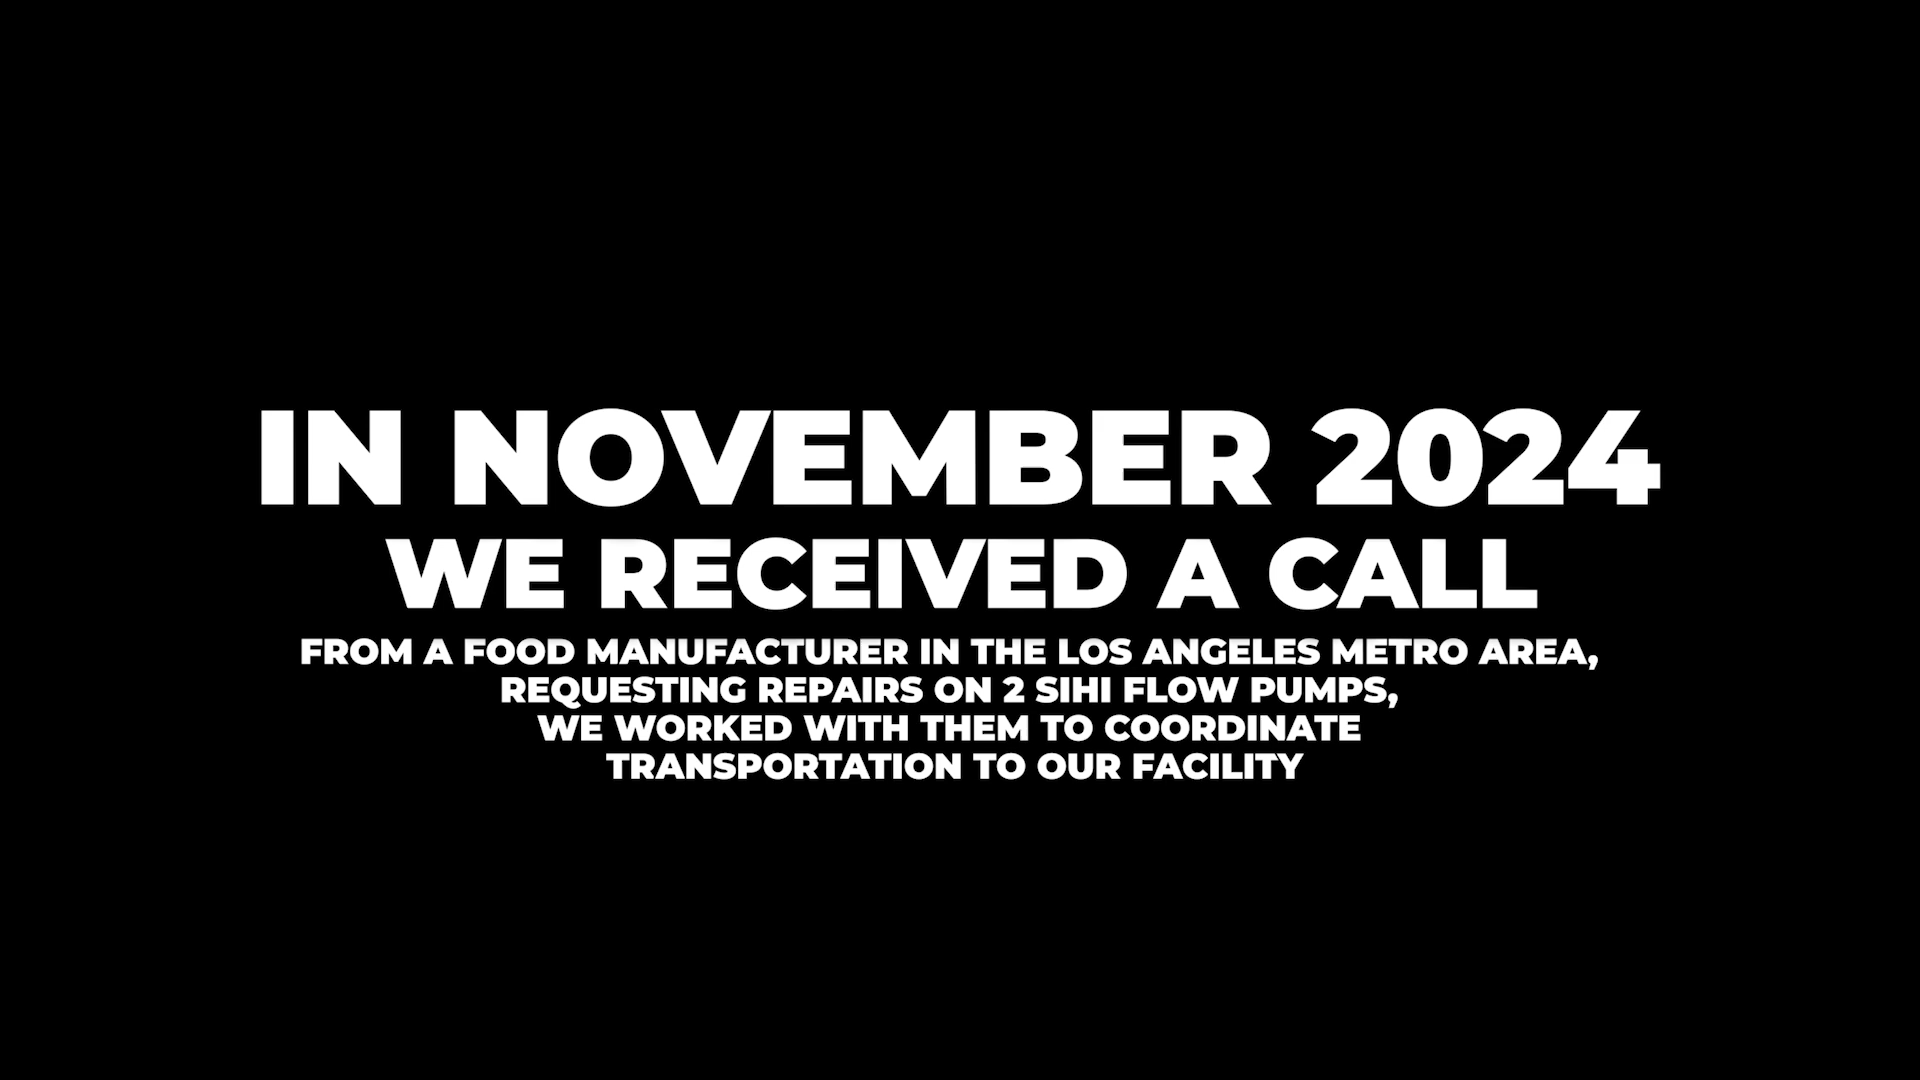 IN NOVEMBER 2024
WE RECEIVED A CALL
FROM A FOOD MANUFACTURER IN THE LOS ANGELES METRO AREA,
REQUESTING REPAIRS ON 2 SIHI FLOW PUMPS,
WE WORKED WITH THEM TO COORDINATE
TRANSPORTATION TO OUR FACILITY